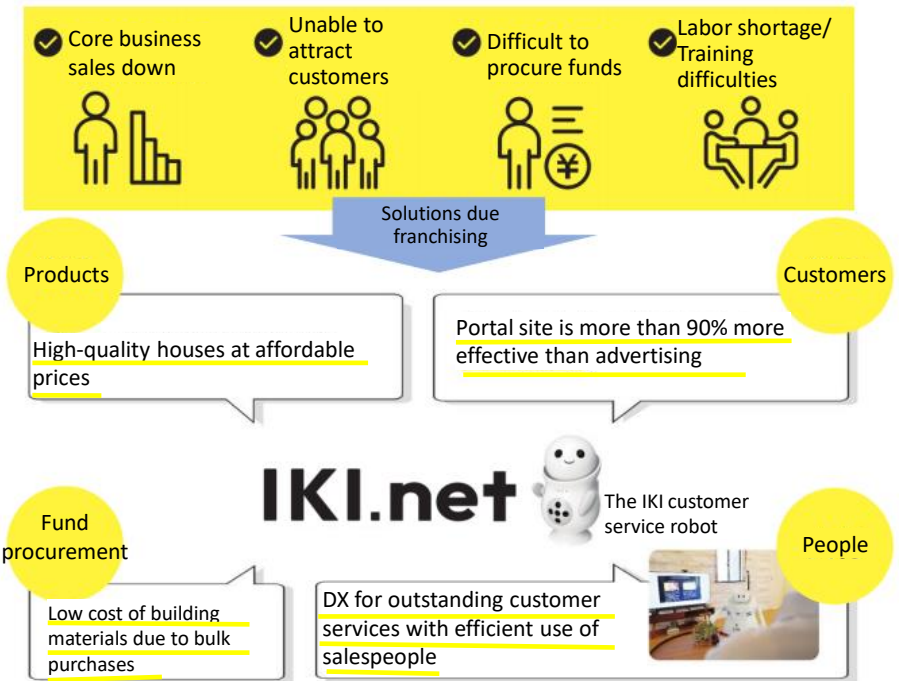 Core business
sales down
Unable to
attract
customers
Difficult to
procure funds
Labor shortage/
Training
difficulties
¥
Solutions due
franchising
Products
Customers
High-quality houses at affordable
prices
Portal site is more than 90% more
effective than advertising
IKI.net
The IKI customer
service robot
Fund
procurement
People
Low cost of building
materials due to bulk
purchases
DX for outstanding customer
services with efficient use of
salespeople